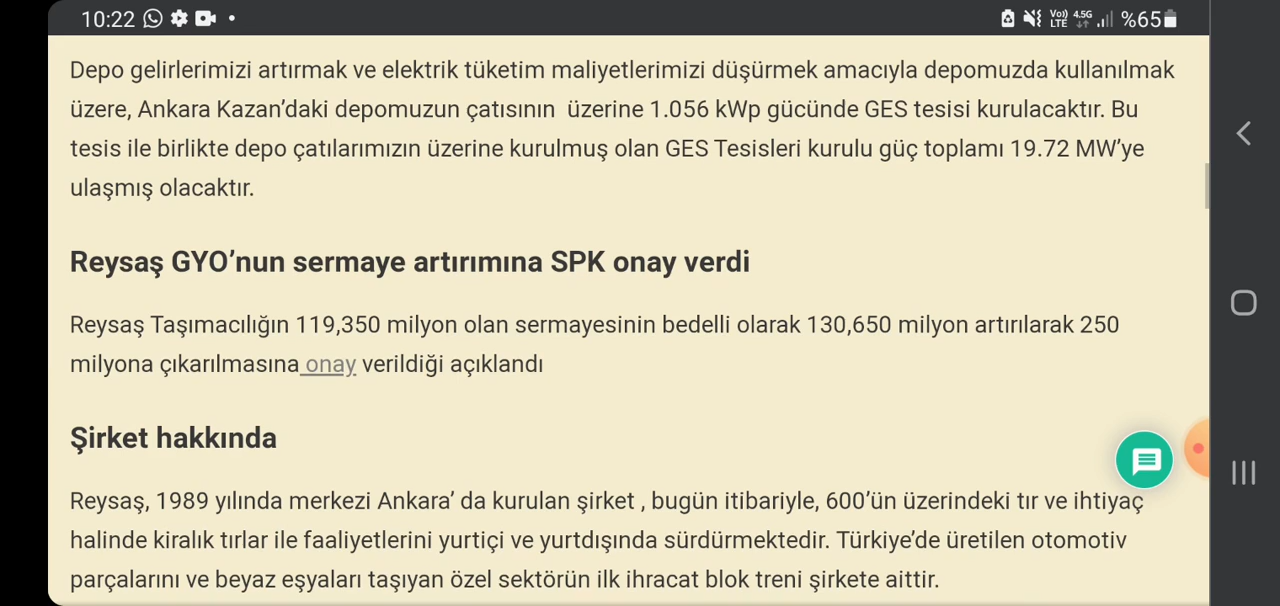 10:22
Vo)) LTE 4.5G %65
Depo gelirlerimizi artırmak ve elektrik tüketim maliyetlerimizi düşürmek amacıyla depomuzda kullanılmak
üzere, Ankara Kazan’daki depomuzun çatısının  üzerine 1.056 kWp gücünde GES tesisi kurulacaktır. Bu
tesis ile birlikte depo çatılarımızın üzerine kurulmuş olan GES Tesisleri kurulu güç toplamı 19.72 MW’ye
ulaşmış olacaktır.
Reysaş GYO’nun sermaye artırımına SPK onay verdi
Reysaş Taşımacılığın 119,350 milyon olan sermayesinin bedelli olarak 130,650 milyon artırılarak 250
milyona çıkarılmasına onay verildiği açıklandı
Şirket hakkında
Reysaş, 1989 yılında merkezi Ankara’ da kurulan şirket , bugün itibariyle, 600’ün üzerindeki tır ve ihtiyaç
halinde kiralık tırlar ile faaliyetlerini yurtiçi ve yurtdışında sürdürmektedir. Türkiye’de üretilen otomotiv
parçalarını ve beyaz eşyaları taşıyan özel sektörün ilk ihracat blok treni şirkete aittir.